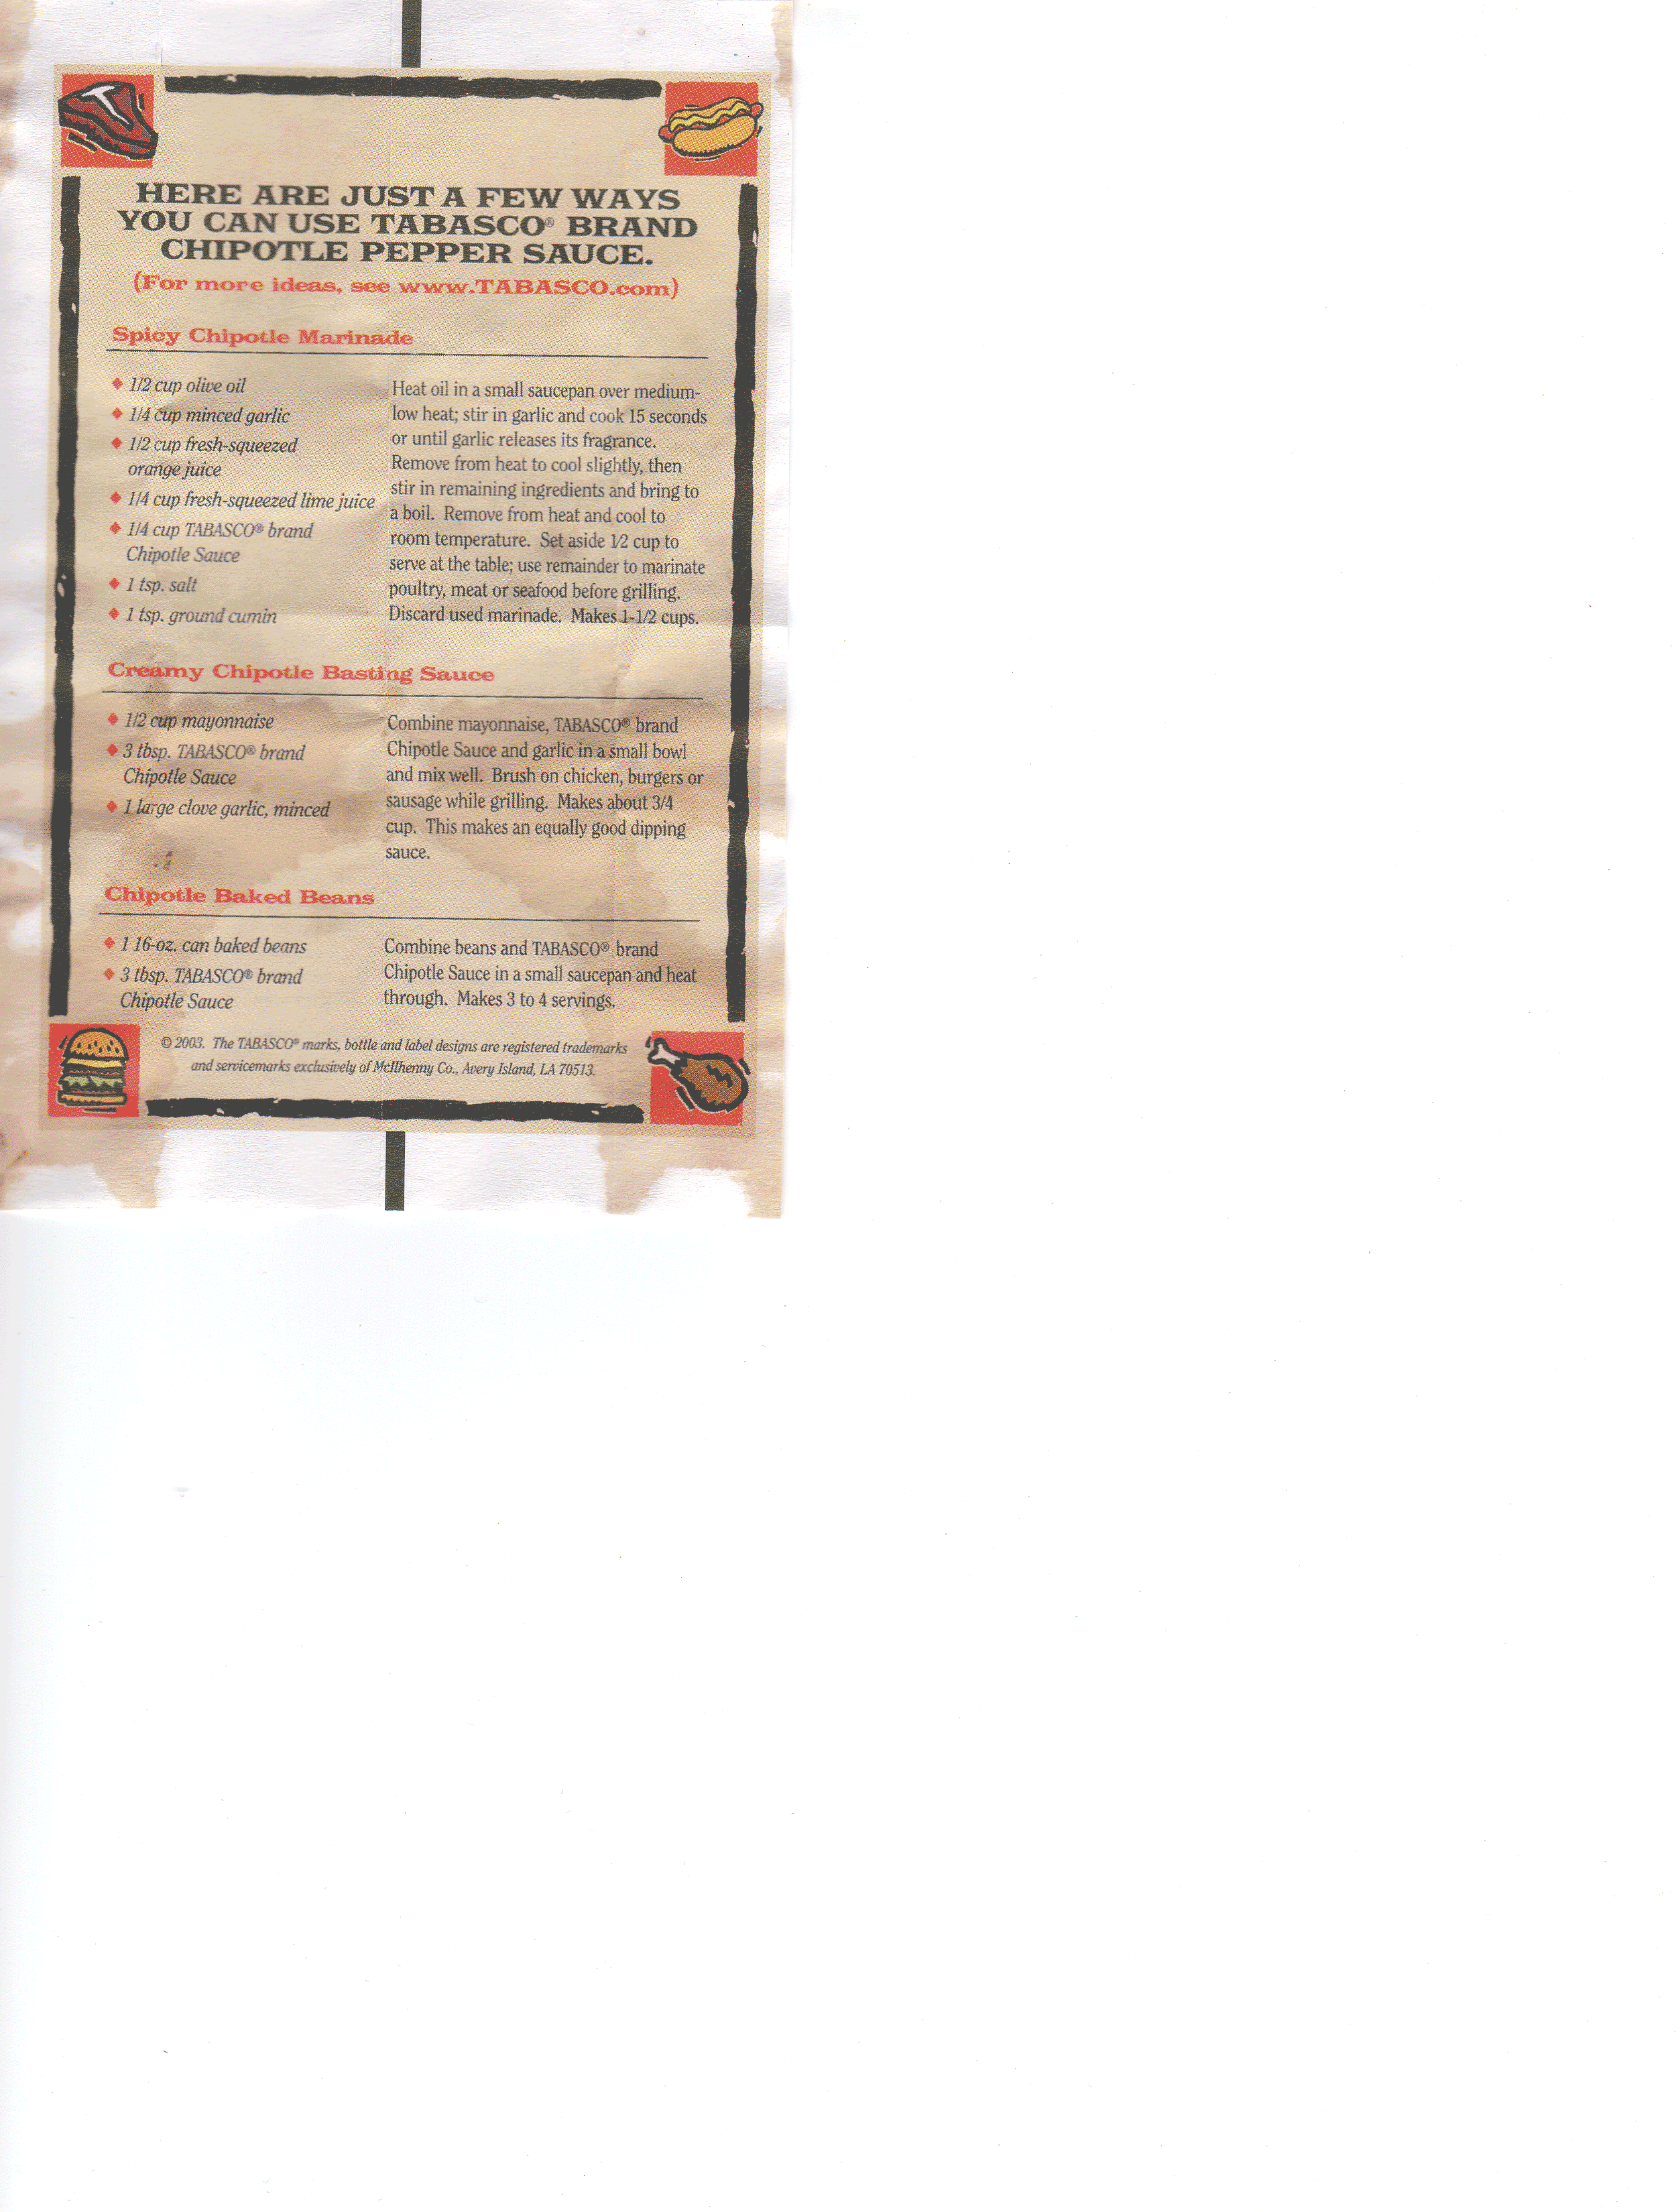 HERE ARE JUST A FEW WAYS
YOU CAN USE TABASCO® BRAND
CHIPOTLE PEPPER SAUCE.
(For more ideas, see www.TABASCO.com)
Spicy Chipotle Marinade
◆ 1/2 cup olive oil
◆ 1/4 cup minced garlic
◆ 1/2 cup fresh-squeezed
orange juice
◆ 1/4 cup fresh-squeezed lime juice
◆ 1/4 cup TABASCO® brand
Chipotle Sauce
◆ 1 tsp. salt
◆ 1 tsp. ground cumin
Heat oil in a small saucepan over medium-
low heat; stir in garlic and cook 15 seconds
or until garlic releases its fragrance.
Remove from heat to cool slightly, then
stir in remaining ingredients and bring to
a boil. Remove from heat and cool to
room temperature. Set aside 1/2 cup to
serve at the table; use remainder to marinate
poultry, meat or seafood before grilling.
Discard used marinade. Makes 1-1/2 cups.
Creamy Chipotle Basting Sauce
◆ 1/2 cup mayonnaise
◆ 3 tbsp. TABASCO® brand
Chipotle Sauce
◆ 1 large clove garlic, minced
Combine mayonnaise, TABASCO® brand
Chipotle Sauce and garlic in a small bowl
and mix well. Brush on chicken, burgers or
sausage while grilling. Makes about 3/4
cup. This makes an equally good dipping
sauce.
Chipotle Baked Beans
◆ 1 16-oz. can baked beans
◆ 3 tbsp. TABASCO® brand
Chipotle Sauce
Combine beans and TABASCO® brand
Chipotle Sauce in a small saucepan and heat
through. Makes 3 to 4 servings.
© 2003. The TABASCO® marks, bottle and label designs are registered trademarks
and servicemarks exclusively of McIlhenny Co., Avery Island, LA 70513.